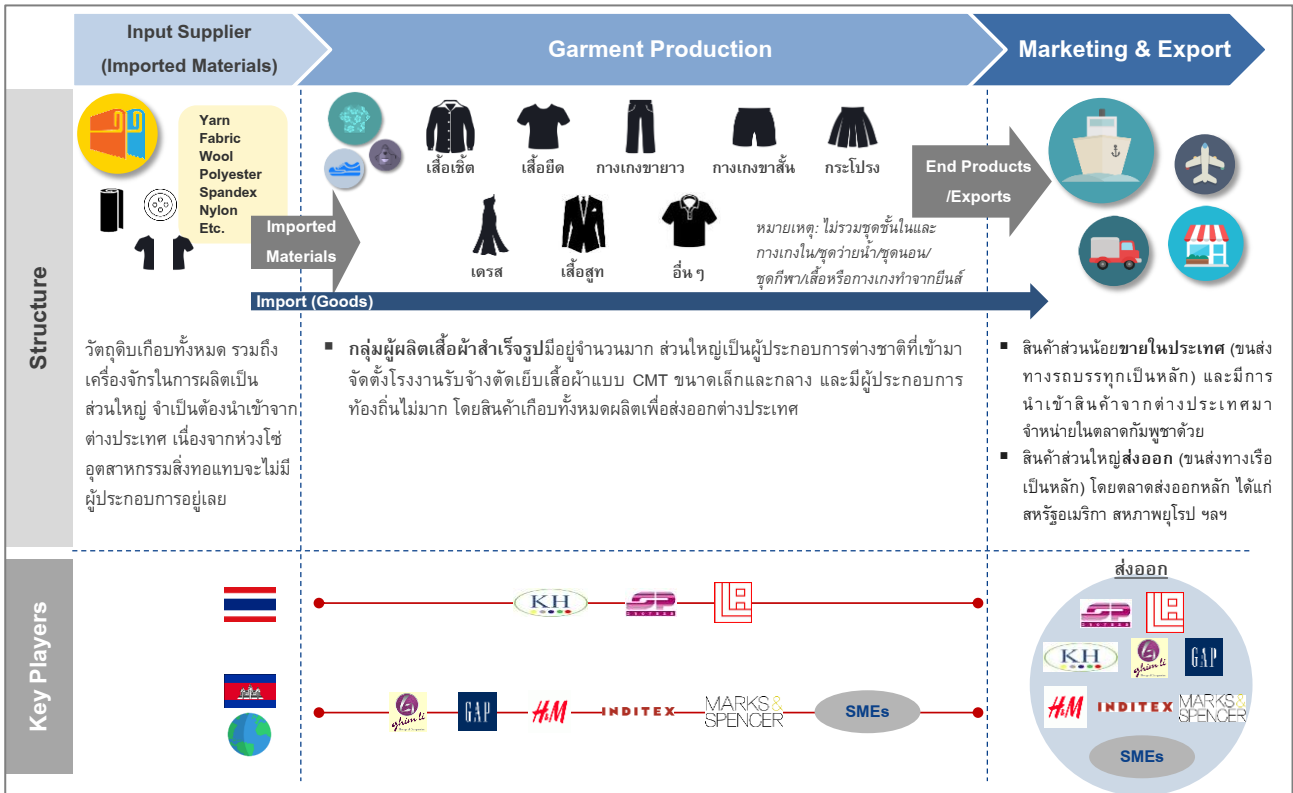 Input Supplier
(Imported Materials)
Garment Production
Marketing & Export
Structure
Yarn
Fabric
Wool
Polyester
Spandex
Nylon
Etc.
Imported
Materials
เสื้อเชิ้ต
เสื้อยืด
กางเกงขายาว
กางเกงขาสั้น
กระโปรง
เดรส
เสื้อสูท
อื่น ๆ
หมายเหตุ: ไม่รวมชุดชั้นในและ
กางเกงใน/ชุดว่ายน้ำ/ชุดนอน/
ชุดกีฬา/เสื้อหรือกางเกงทำจากยีนส์
End Products
/Exports
Import (Goods)
วัตถุดิบเกือบทั้งหมด รวมถึง
เครื่องจักรในการผลิตเป็น
ส่วนใหญ่ จำเป็นต้องนำเข้าจาก
ต่างประเทศ เนื่องจากห่วงโซ่
อุตสาหกรรมสิ่งทอแทบจะไม่มี
ผู้ประกอบการอยู่เลย
▪ กลุ่มผู้ผลิตเสื้อผ้าสำเร็จรูปมีอยู่จำนวนมาก ส่วนใหญ่เป็นผู้ประกอบการต่างชาติที่เข้ามา
จัดตั้งโรงงานรับจ้างตัดเย็บเสื้อผ้าแบบ CMT ขนาดเล็กและกลาง และมีผู้ประกอบการ
ท้องถิ่นไม่มาก โดยสินค้าเกือบทั้งหมดผลิตเพื่อส่งออกต่างประเทศ
▪ สินค้าส่วนน้อยขายในประเทศ (ขนส่ง
ทางรถบรรทุกเป็นหลัก) และมีการ
นำเข้าสินค้าจากต่างประเทศมา
จำหน่ายในตลาดกัมพูชาด้วย
▪ สินค้าส่วนใหญ่ส่งออก (ขนส่งทางเรือ
เป็นหลัก) โดยตลาดส่งออกหลัก ได้แก่
สหรัฐอเมริกา สหภาพยุโรป ฯลฯ
Key Players
KH
SP
ghim li
GAP
H&M
INDITEX
MARKS&
SPENCER
SMEs
ส่งออก
SP
KH
ghim li
GAP
H&M
INDITEX
MARKS&
SPENCER
SMEs